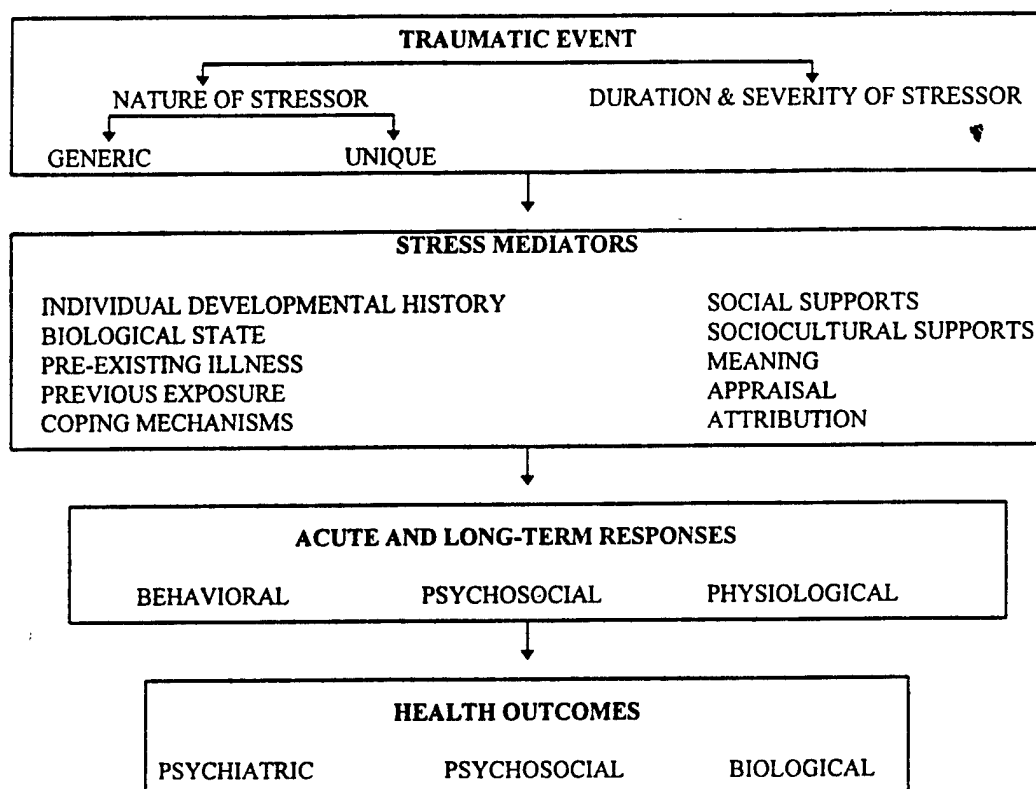 TRAUMATIC EVENT
NATURE OF STRESSOR
DURATION & SEVERITY OF STRESSOR
GENERIC
UNIQUE
STRESS MEDIATORS
INDIVIDUAL DEVELOPMENTAL HISTORY
BIOLOGICAL STATE
PRE-EXISTING ILLNESS
PREVIOUS EXPOSURE
COPING MECHANISMS
SOCIAL SUPPORTS
SOCIOCULTURAL SUPPORTS
MEANING
APPRAISAL
ATTRIBUTION
ACUTE AND LONG-TERM RESPONSES
BEHAVIORAL PSYCHOSOCIAL PHYSIOLOGICAL
HEALTH OUTCOMES
PSYCHIATRIC PSYCHOSOCIAL BIOLOGICAL